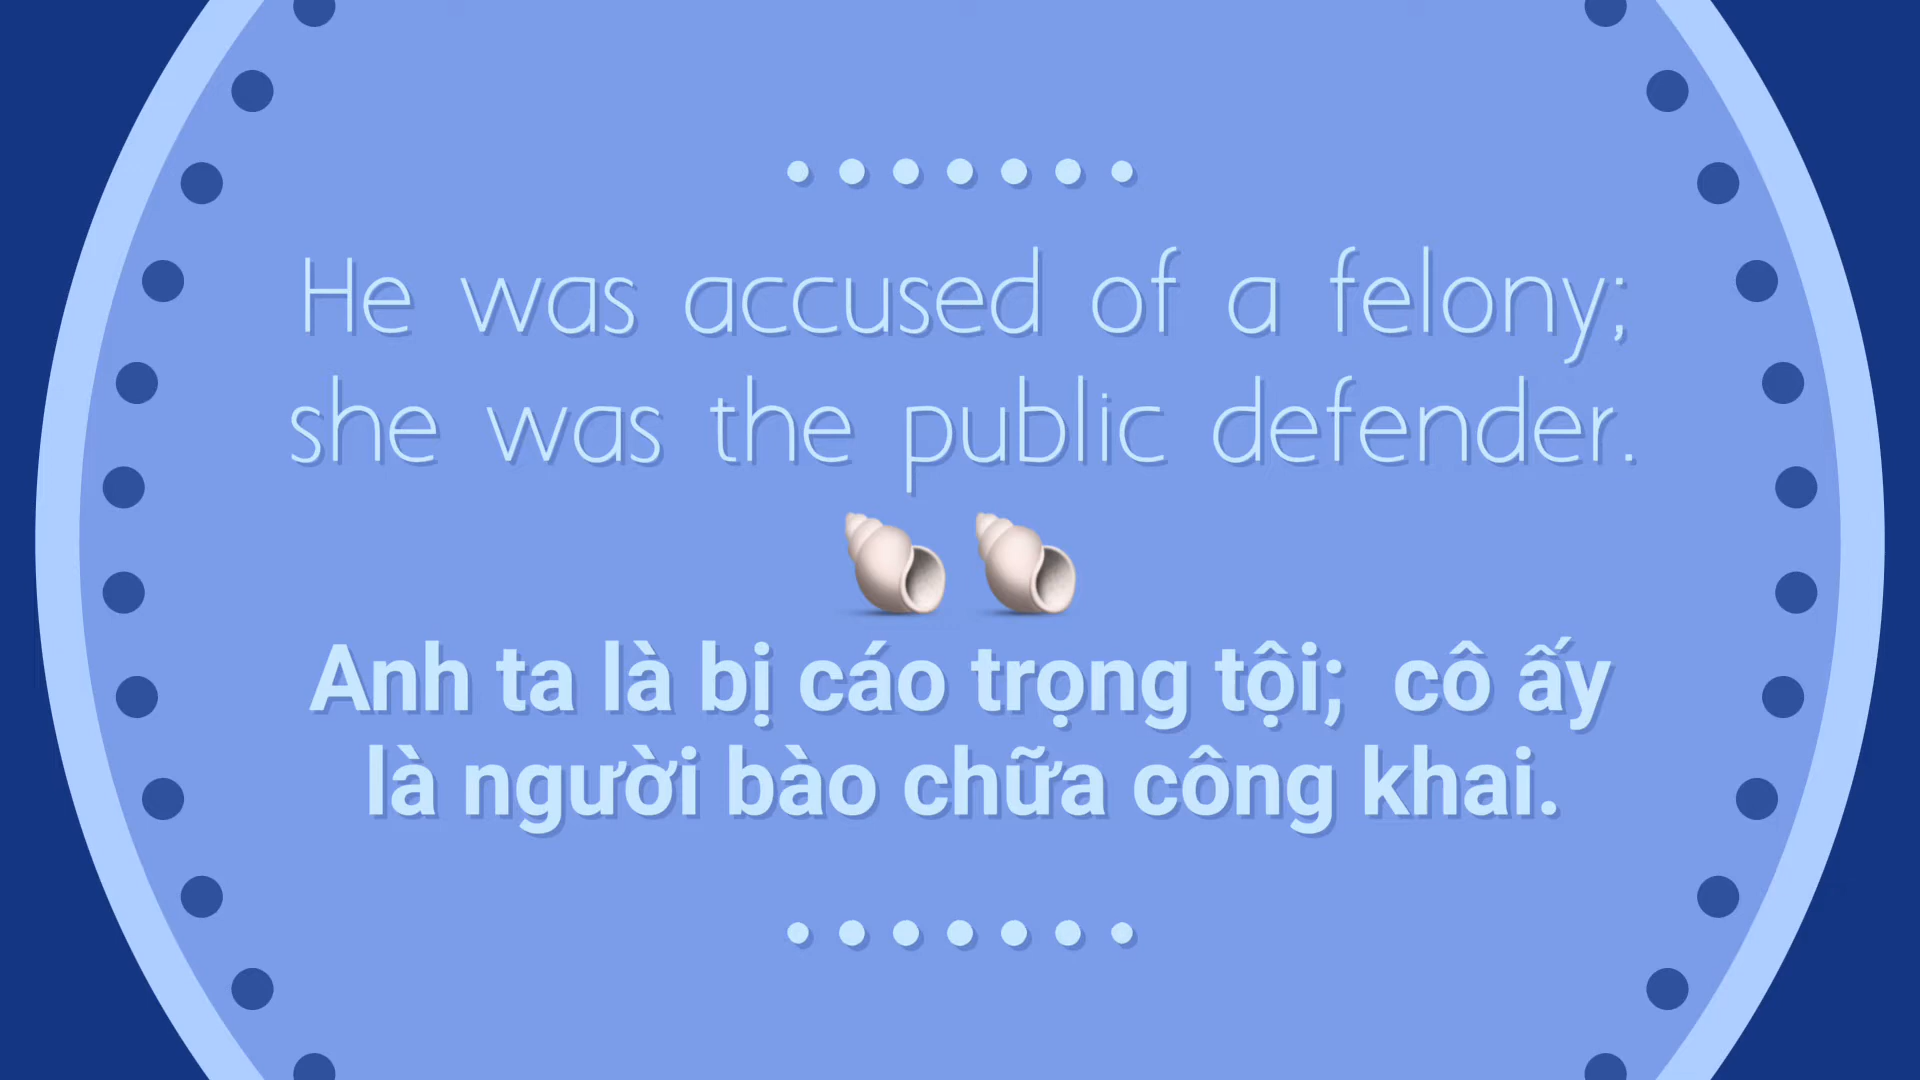 He was accused of a felony;
she was the public defender.
Anh ta là bị cáo trọng tội;  cô ấy
là người bào chữa công khai.